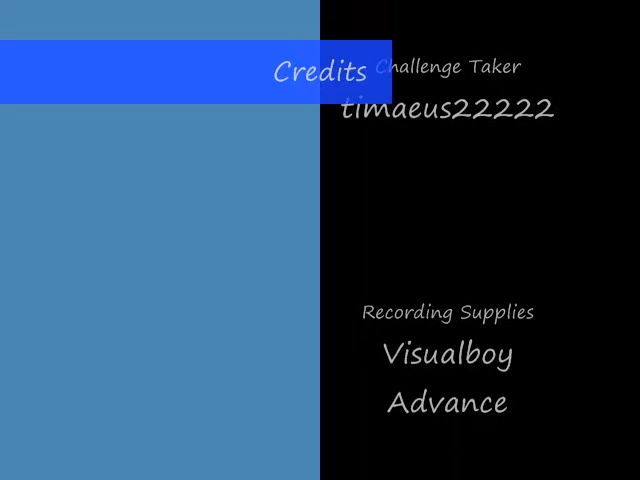 Credits
Challenge Taker
timaeus22222
Recording Supplies
Visualboy
Advance